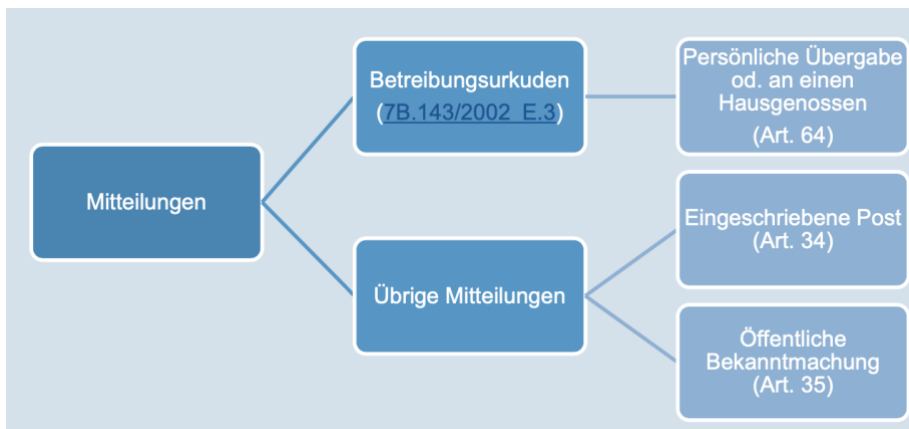 Mitteilungen
Betreibungsurkuden
(7B.143/2002 E.3)
Persönliche Übergabe
od. an einen
Hausgenossen
(Art. 64)
Übrige Mitteilungen
Eingeschriebene Post
(Art. 34)
Öffentliche
Bekanntmachung
(Art. 35)